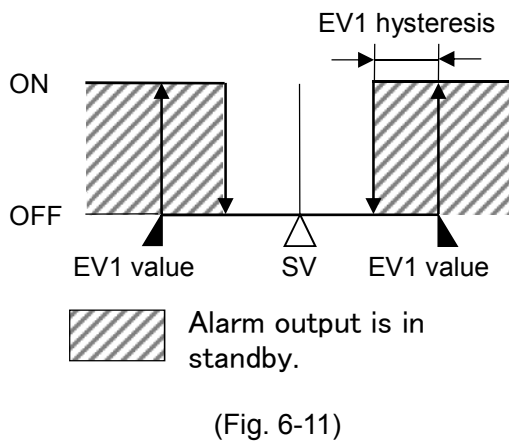 EV1 hysteresis
ON
OFF
EV1 value
SV
EV1 value
Alarm output is in
standby.
(Fig. 6-11)